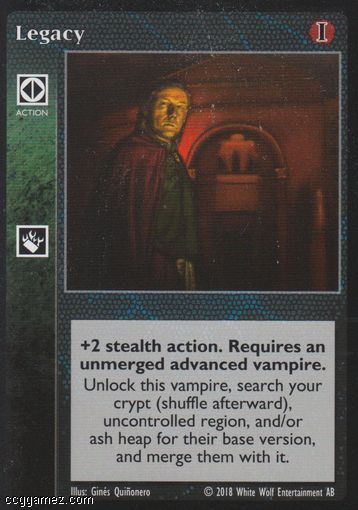 Legacy
I
ACTION
+2 stealth action. Requires an
unmerged advanced vampire.
Unlock this vampire, search your
crypt (shuffle afterward),
uncontrolled region, and/or
ash heap for their base version,
and merge them with it.
Illus: Ginés Quiñonero © 2018 White Wolf Entertainment AB
ccggamez.com